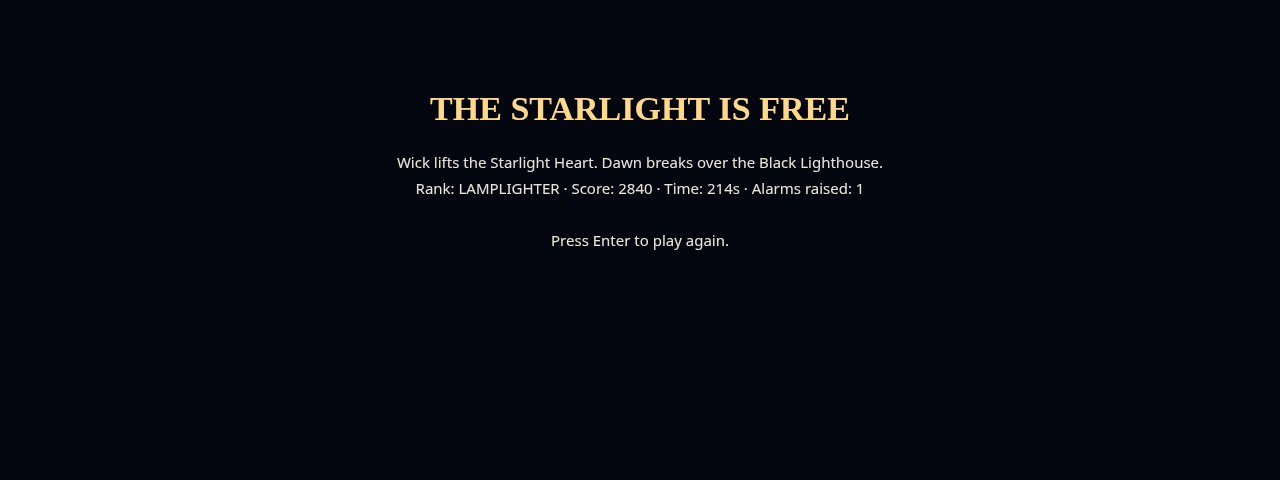 THE STARLIGHT IS FREE
Wick lifts the Starlight Heart. Dawn breaks over the Black Lighthouse.
Rank: LAMPLIGHTER · Score: 2840 · Time: 214s · Alarms raised: 1
Press Enter to play again.